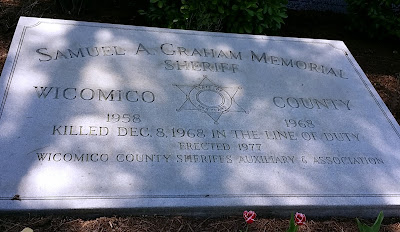 SAMUEL A. GRAHAM MEMORIAL
SHERIFF
WICOMICO COUNTY
1958 1968
KILLED DEC. 8, 1968, IN THE LINE OF DUTY
ERECTED 1977
WICOMICO COUNTY SHERIFFS AUXILIARY & ASSOCIATION